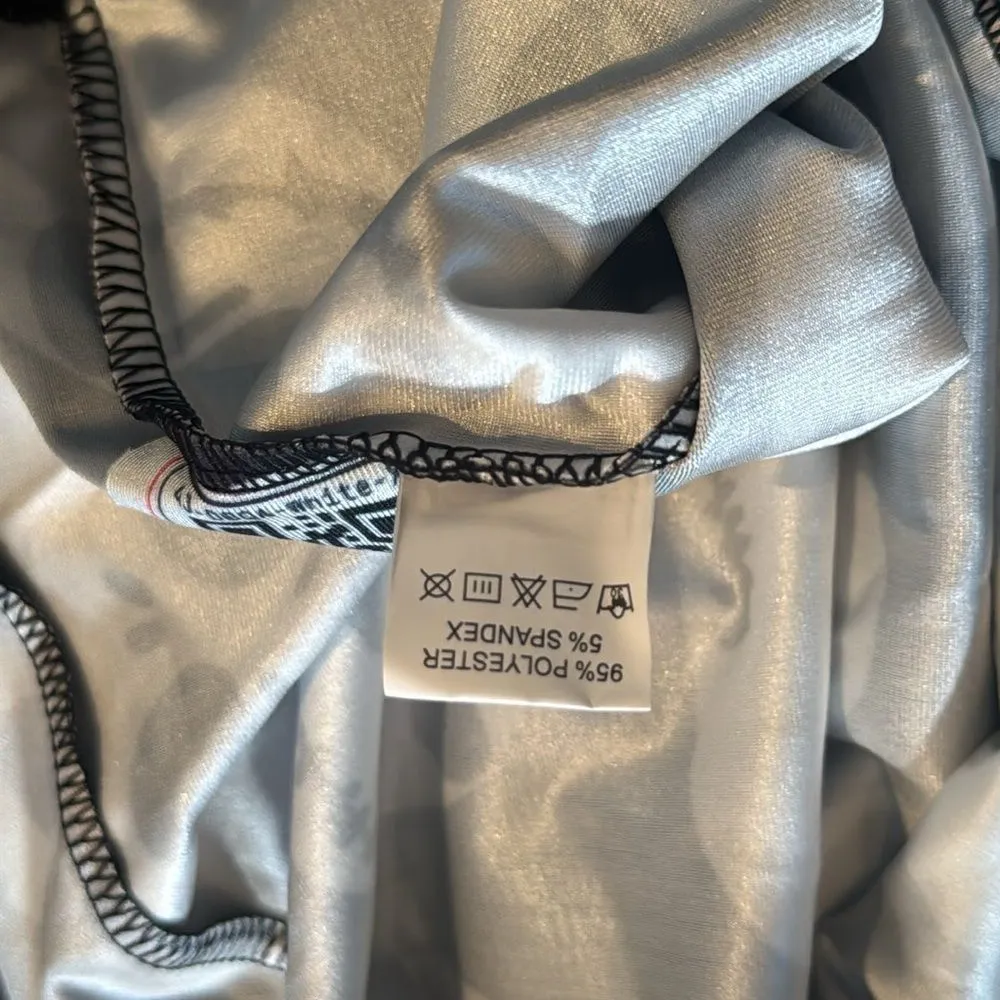 95% POLYESTER
5% SPANDEX